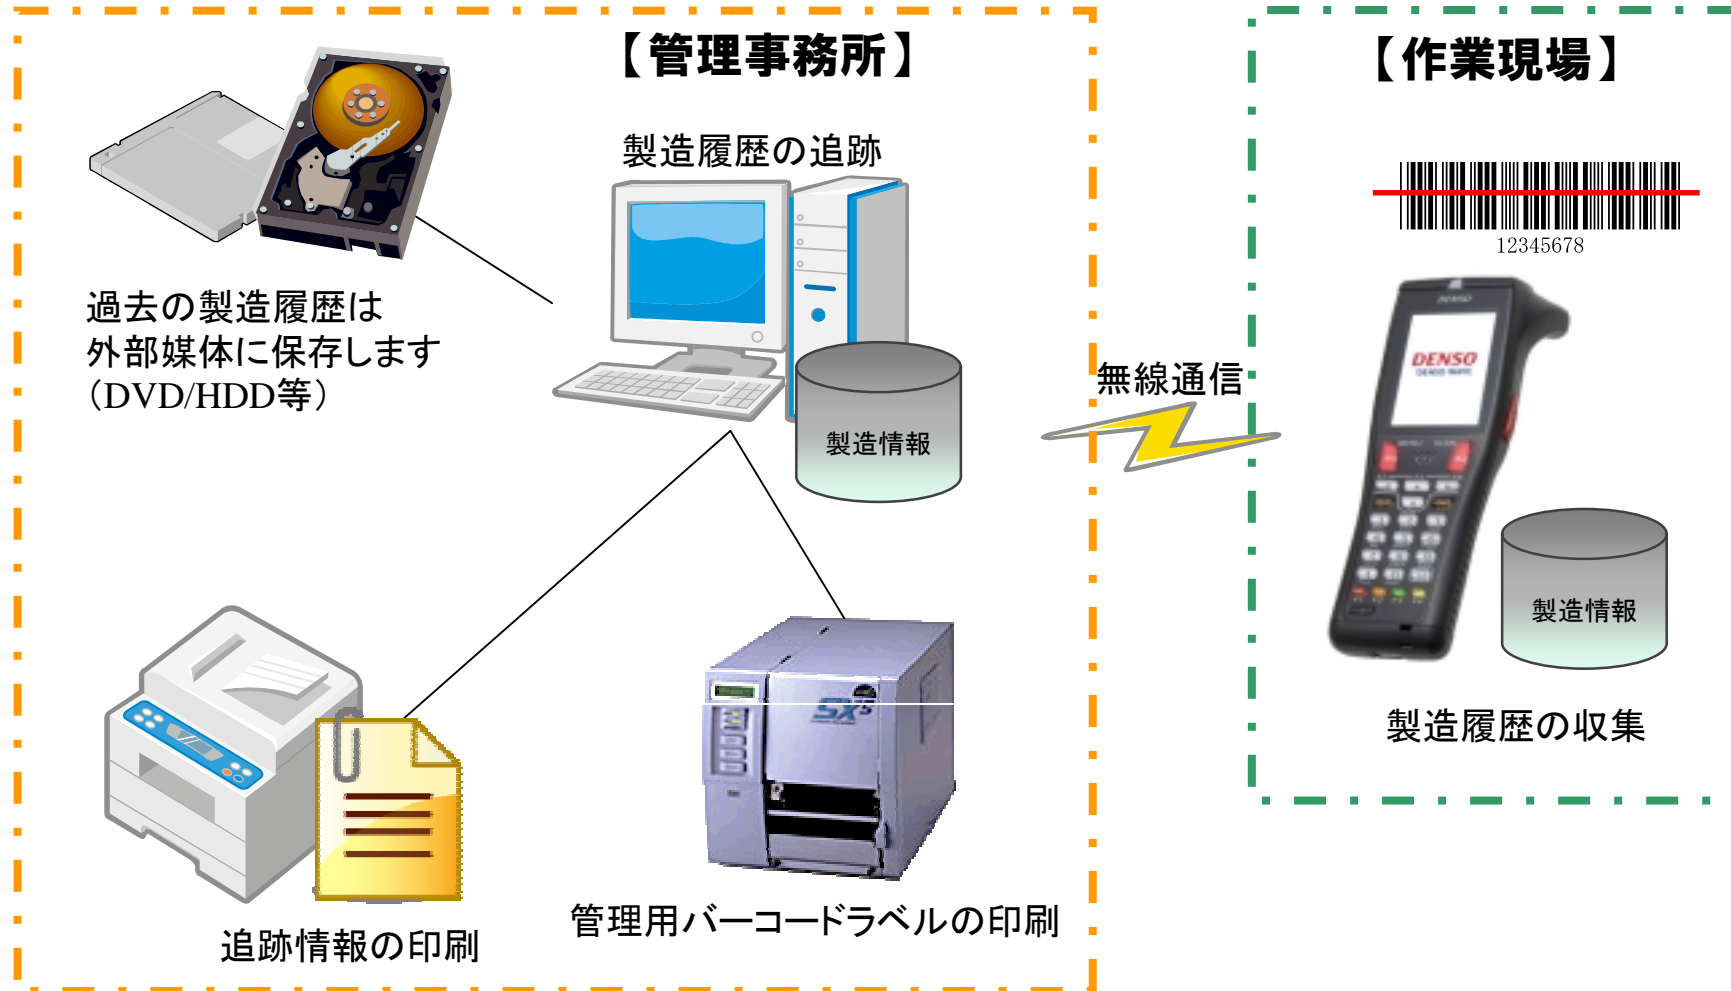 【管理事務所】
製造履歴の追跡
過去の製造履歴は
外部媒体に保存します
（DVD/HDD等）
製造情報
無線通信
追跡情報の印刷
SX5
管理用バーコードラベルの印刷
【作業現場】
12345678
DENSO
DENSO
製造情報
製造履歴の収集